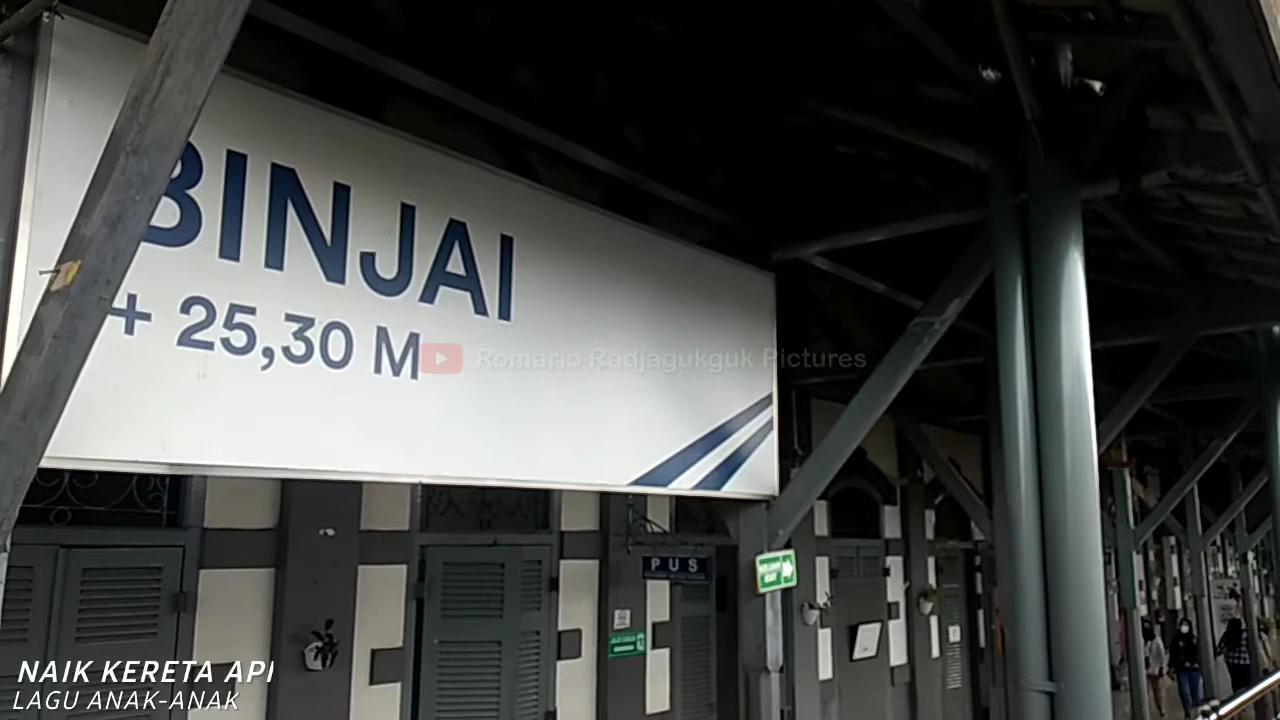 BINJAI
+ 25,30 M
Romario Radjagukguk Pictures
PUS
NAIK KERETA API
LAGU ANAK-ANAK